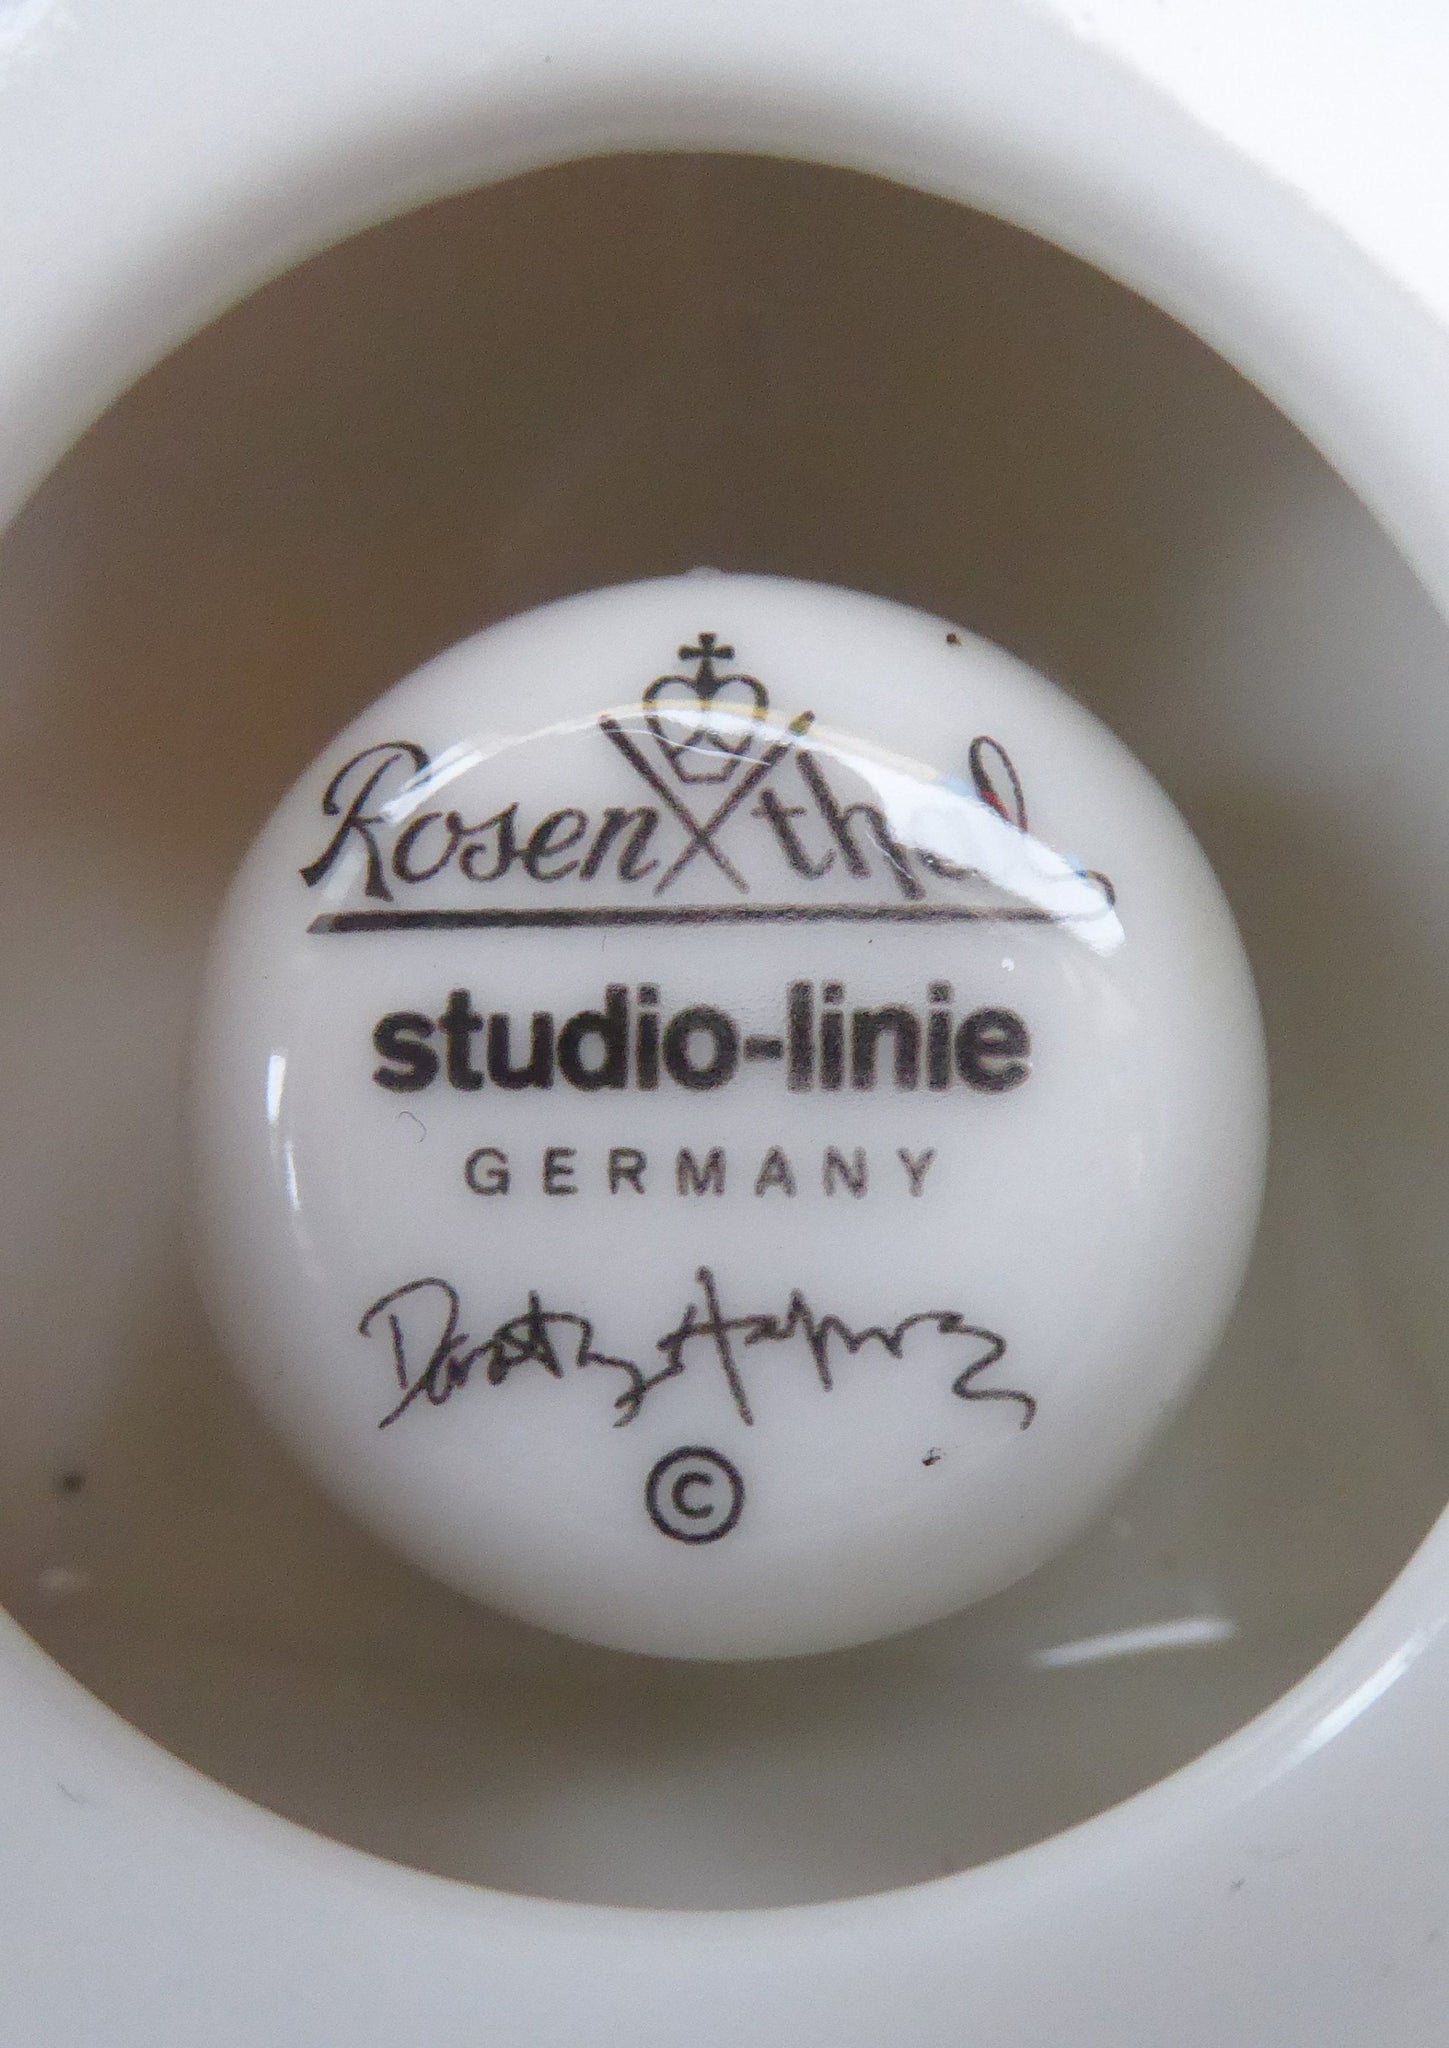 Rosenthal
studio-linie
GERMANY
Dorothy Hafner
©